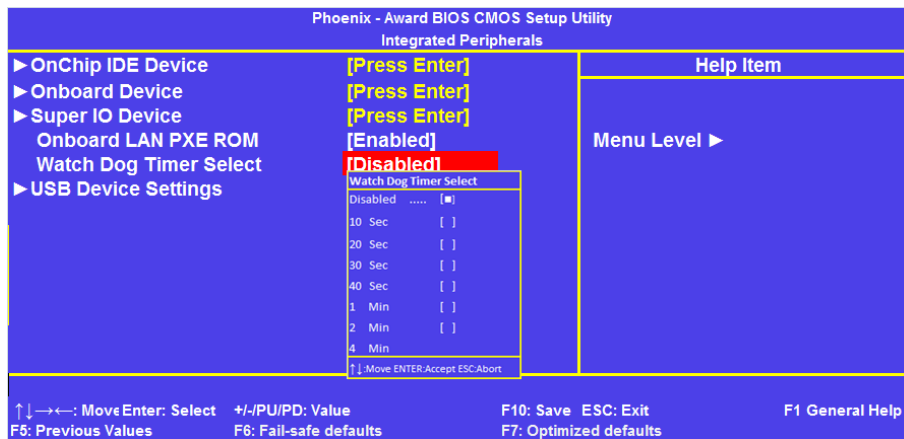 Phoenix - Award BIOS CMOS Setup Utility
Integrated Peripherals
►OnChip IDE Device [Press Enter] Help Item
►Onboard Device [Press Enter]
►Super IO Device [Press Enter]
Onboard LAN PXE ROM [Enabled] Menu Level ►
Watch Dog Timer Select [Disabled]
►USB Device Settings
Watch Dog Timer Select
Disabled ..... [■]
10 Sec [ ]
20 Sec [ ]
30 Sec [ ]
40 Sec [ ]
1 Min [ ]
2 Min [ ]
4 Min
↑↓:Move ENTER:Accept ESC:Abort
↑↓→←: Move Enter: Select +/-/PU/PD: Value F10: Save ESC: Exit F1 General Help
F5: Previous Values F6: Fail-safe defaults F7: Optimized defaults